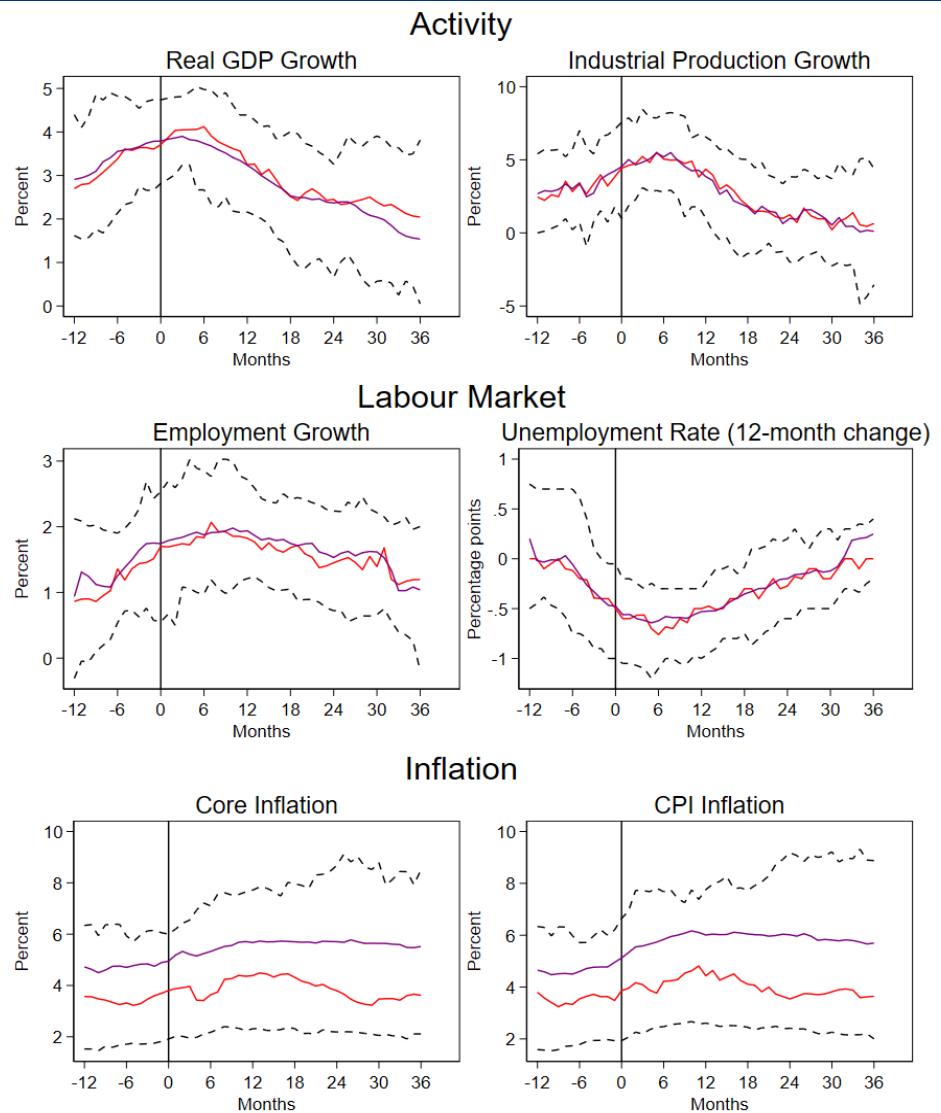 Activity
Real GDP Growth
Percent
5
4
3
2
1
0
-12 -6 0 6 12 18 24 30 36
Months
Industrial Production Growth
Percent
10
5
0
-5
-12 -6 0 6 12 18 24 30 36
Months
Labour Market
Employment Growth
Percent
3
2
1
0
-12 -6 0 6 12 18 24 30 36
Months
Unemployment Rate (12-month change)
Percentage points
1
.5
0
-.5
-1
-12 -6 0 6 12 18 24 30 36
Months
Inflation
Core Inflation
Percent
10
8
6
4
2
-12 -6 0 6 12 18 24 30 36
Months
CPI Inflation
Percent
10
8
6
4
2
-12 -6 0 6 12 18 24 30 36
Months